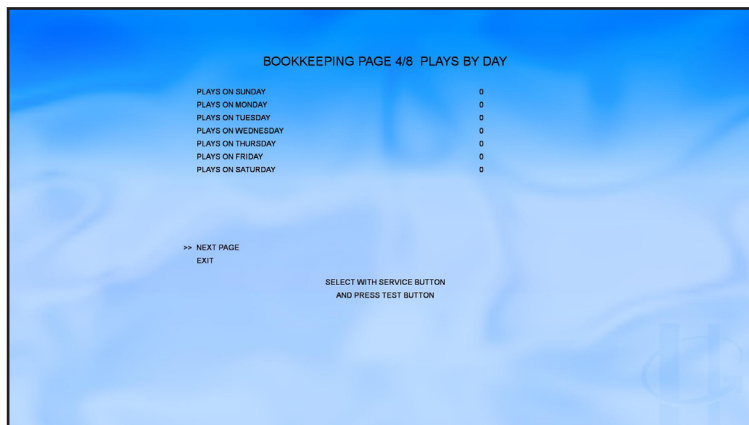 BOOKKEEPING PAGE 4/8 PLAYS BY DAY
PLAYS ON SUNDAY 0
PLAYS ON MONDAY 0
PLAYS ON TUESDAY 0
PLAYS ON WEDNESDAY 0
PLAYS ON THURSDAY 0
PLAYS ON FRIDAY 0
PLAYS ON SATURDAY 0
>> NEXT PAGE
EXIT
SELECT WITH SERVICE BUTTON
AND PRESS TEST BUTTON